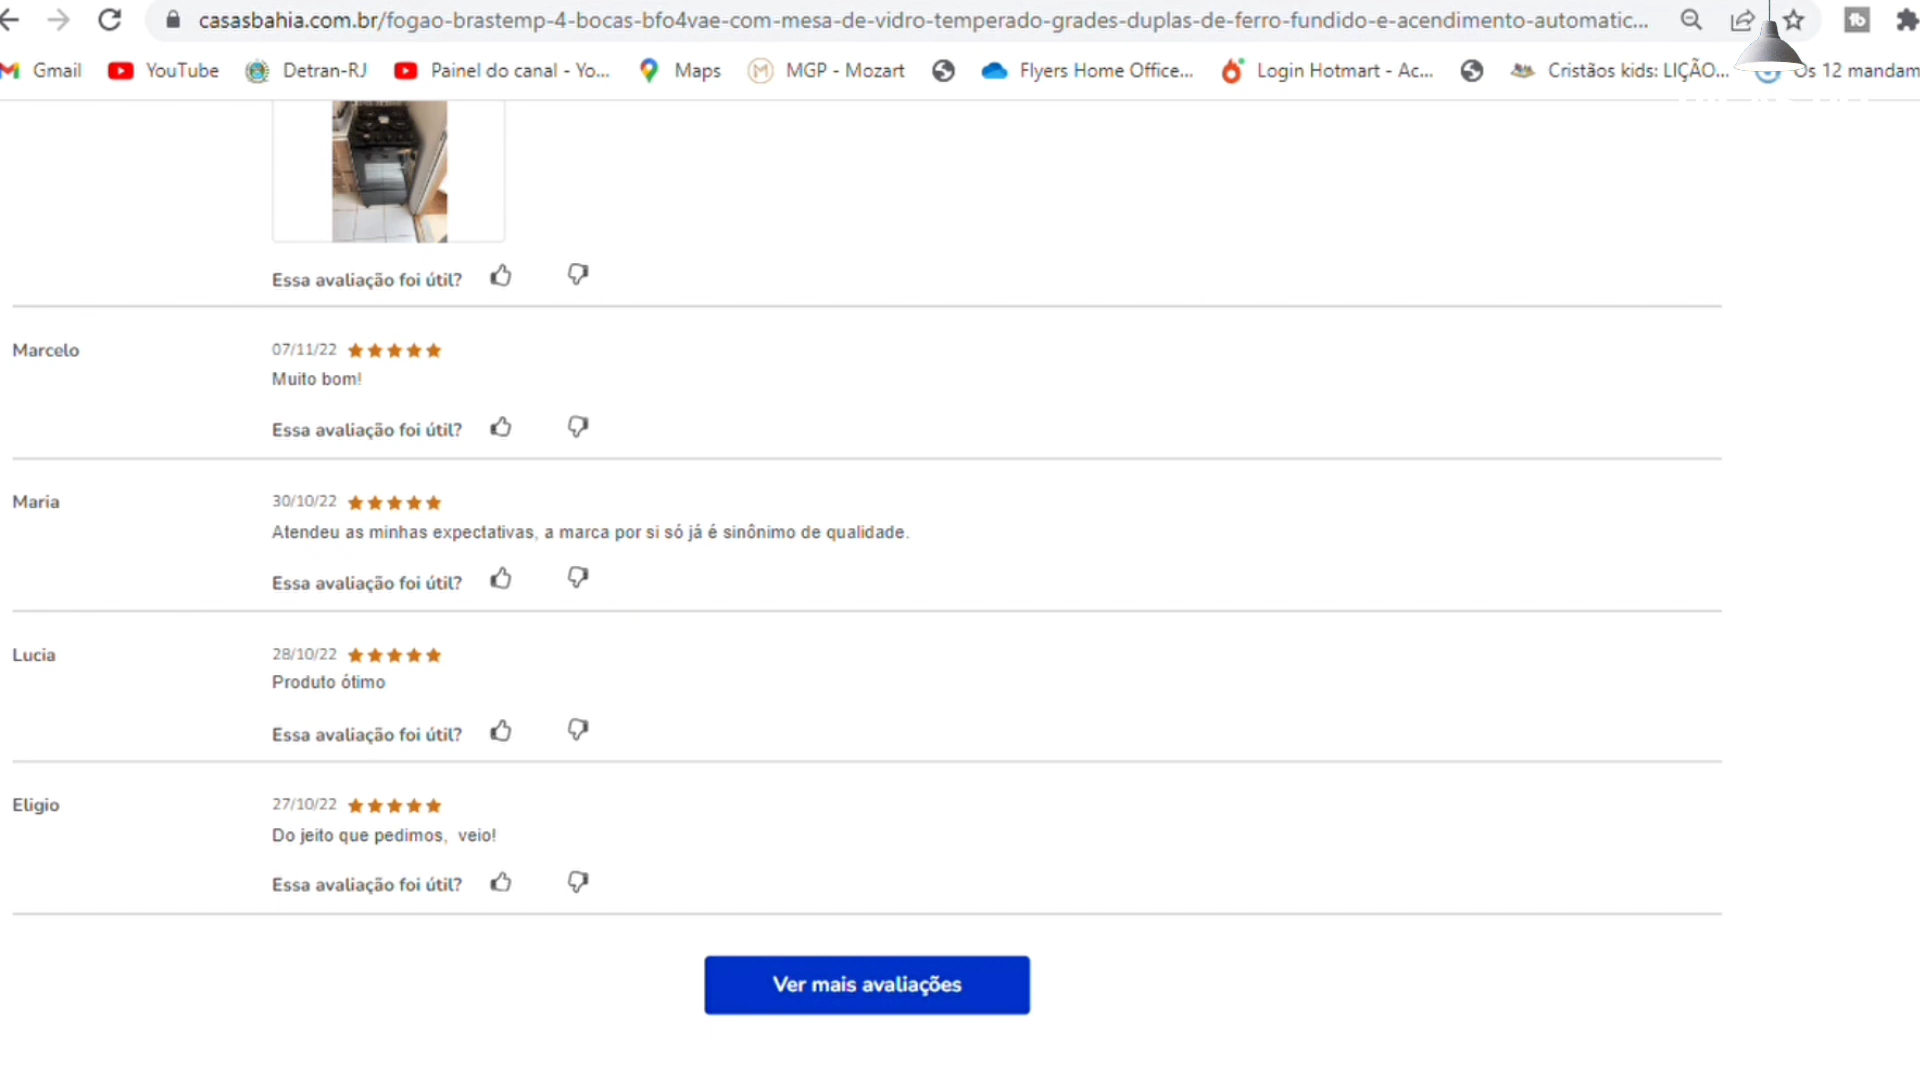 casasbahia.com.br/fogao-brastemp-4-bocas-bfo4vae-com-mesa-de-vidro-temperado-grades-duplas-de-ferro-fundido-e-acendimento-automatic...
Gmail YouTube Detran-RJ Painel do canal - Yo... Maps MGP - Mozart Flyers Home Office... Login Hotmart - Ac... Cristãos kids: LIÇÃO... Os 12 mandam
Essa avaliação foi útil?
Marcelo 07/11/22
Muito bom!
Essa avaliação foi útil?
Maria 30/10/22
Atendeu as minhas expectativas, a marca por si só já é sinônimo de qualidade.
Essa avaliação foi útil?
Lucia 28/10/22
Produto ótimo
Essa avaliação foi útil?
Eligio 27/10/22
Do jeito que pedimos, veio!
Essa avaliação foi útil?
Ver mais avaliações